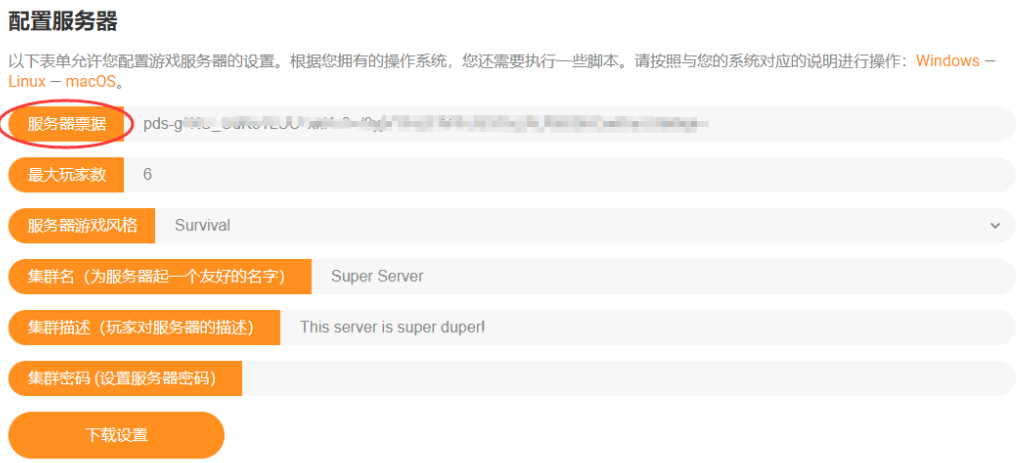 配置服务器
以下表单允许您配置游戏服务器的设置。根据您拥有的操作系统，您还需要执行一些脚本。请按照与您的系统对应的说明进行操作：Windows —
Linux — macOS。
服务器票据
最大玩家数 6
服务器游戏风格 Survival
集群名（为服务器起一个友好的名字） Super Server
集群描述（玩家对服务器的描述） This server is super duper!
集群密码 (设置服务器密码）
下载设置